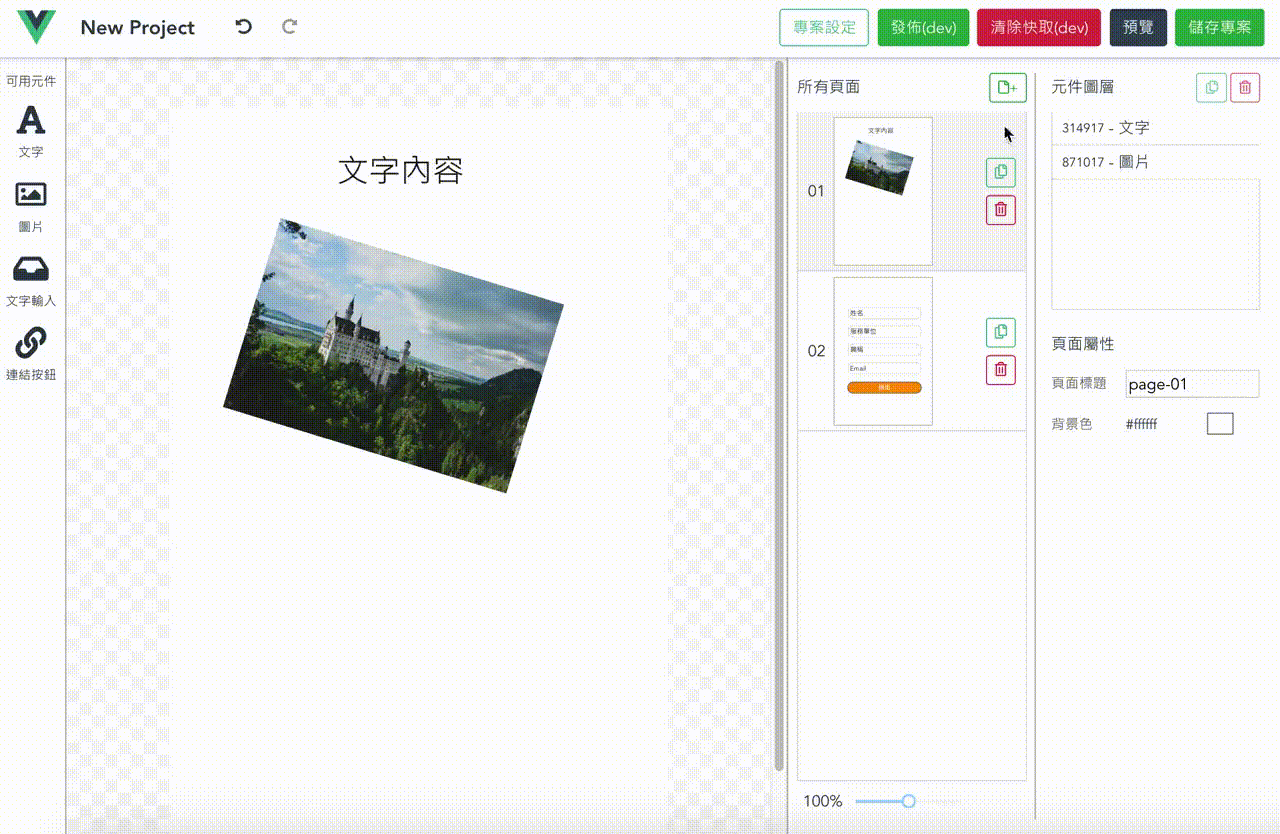 New Project
專案設定
發佈(dev)
清除快取(dev)
預覽
儲存專案
可用元件
文字
圖片
文字輸入
連結按鈕
文字內容
所有頁面
01
文字內容
02
姓名
服務單位
職稱
Email
送出
100%
元件圖層
314917 - 文字
871017 - 圖片
頁面屬性
頁面標題
page-01
背景色
#ffffff